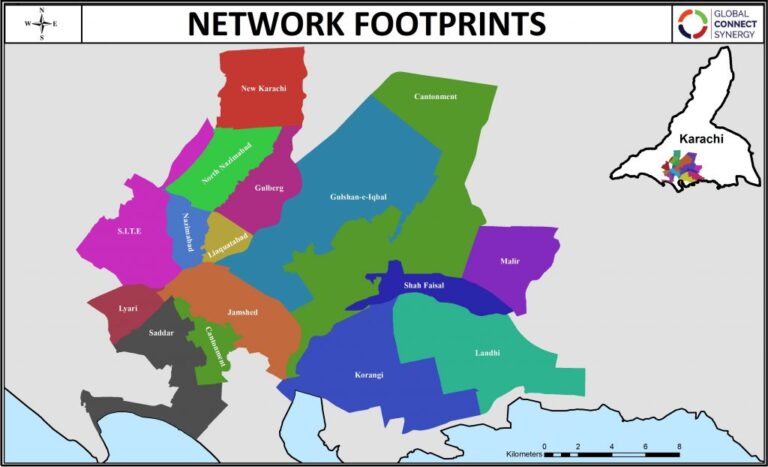 N
W E
S
NETWORK FOOTPRINTS
GLOBAL
CONNECT
SYNERGY
Karachi
New Karachi
Cantonment
North Nazimabad
Gulberg
Gulshan-e-Iqbal
S.I.T.E
Nazimabad
Liaquatabad
Malir
Shah Faisal
Lyari
Jamshed
Saddar
Cantonment
Landhi
Korangi
Kilometers
0 1 2 4 6 8